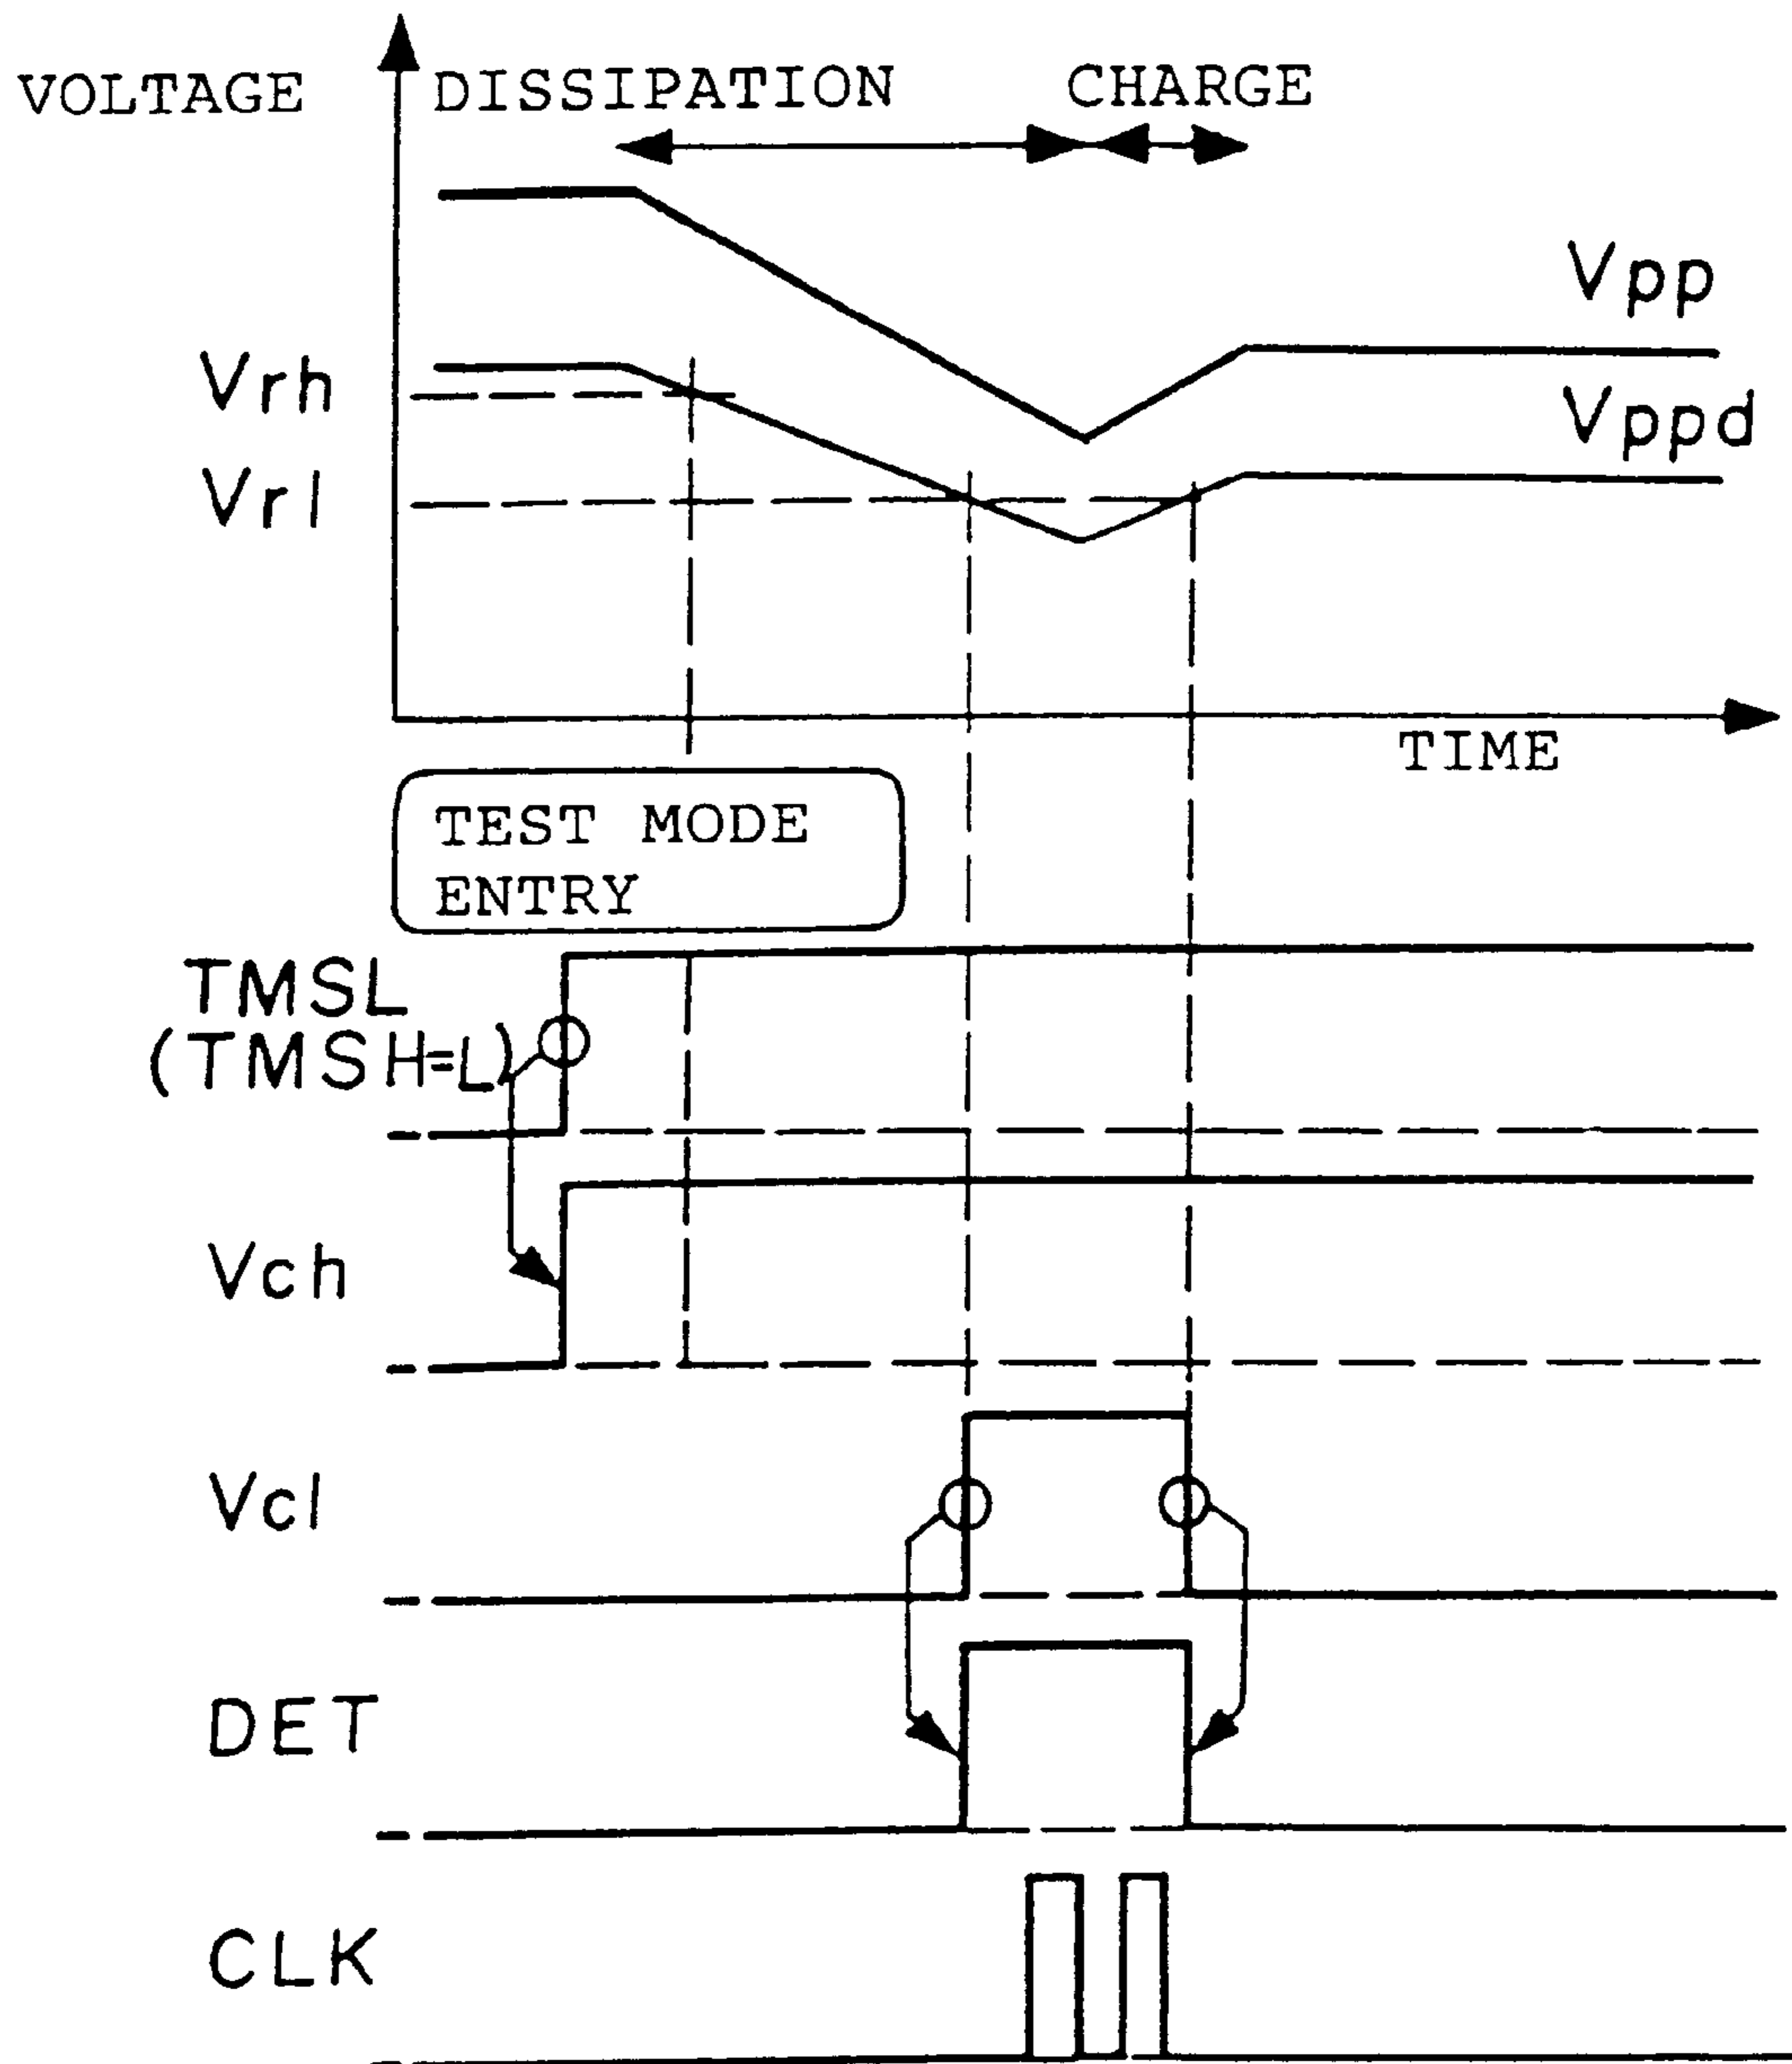 VOLTAGE
DISSIPATION
CHARGE
Vpp
Vrh
Vppd
Vrl
TIME
TEST MODE
ENTRY
TMSL
(TMSH=L)
Vch
Vcl
DET
CLK